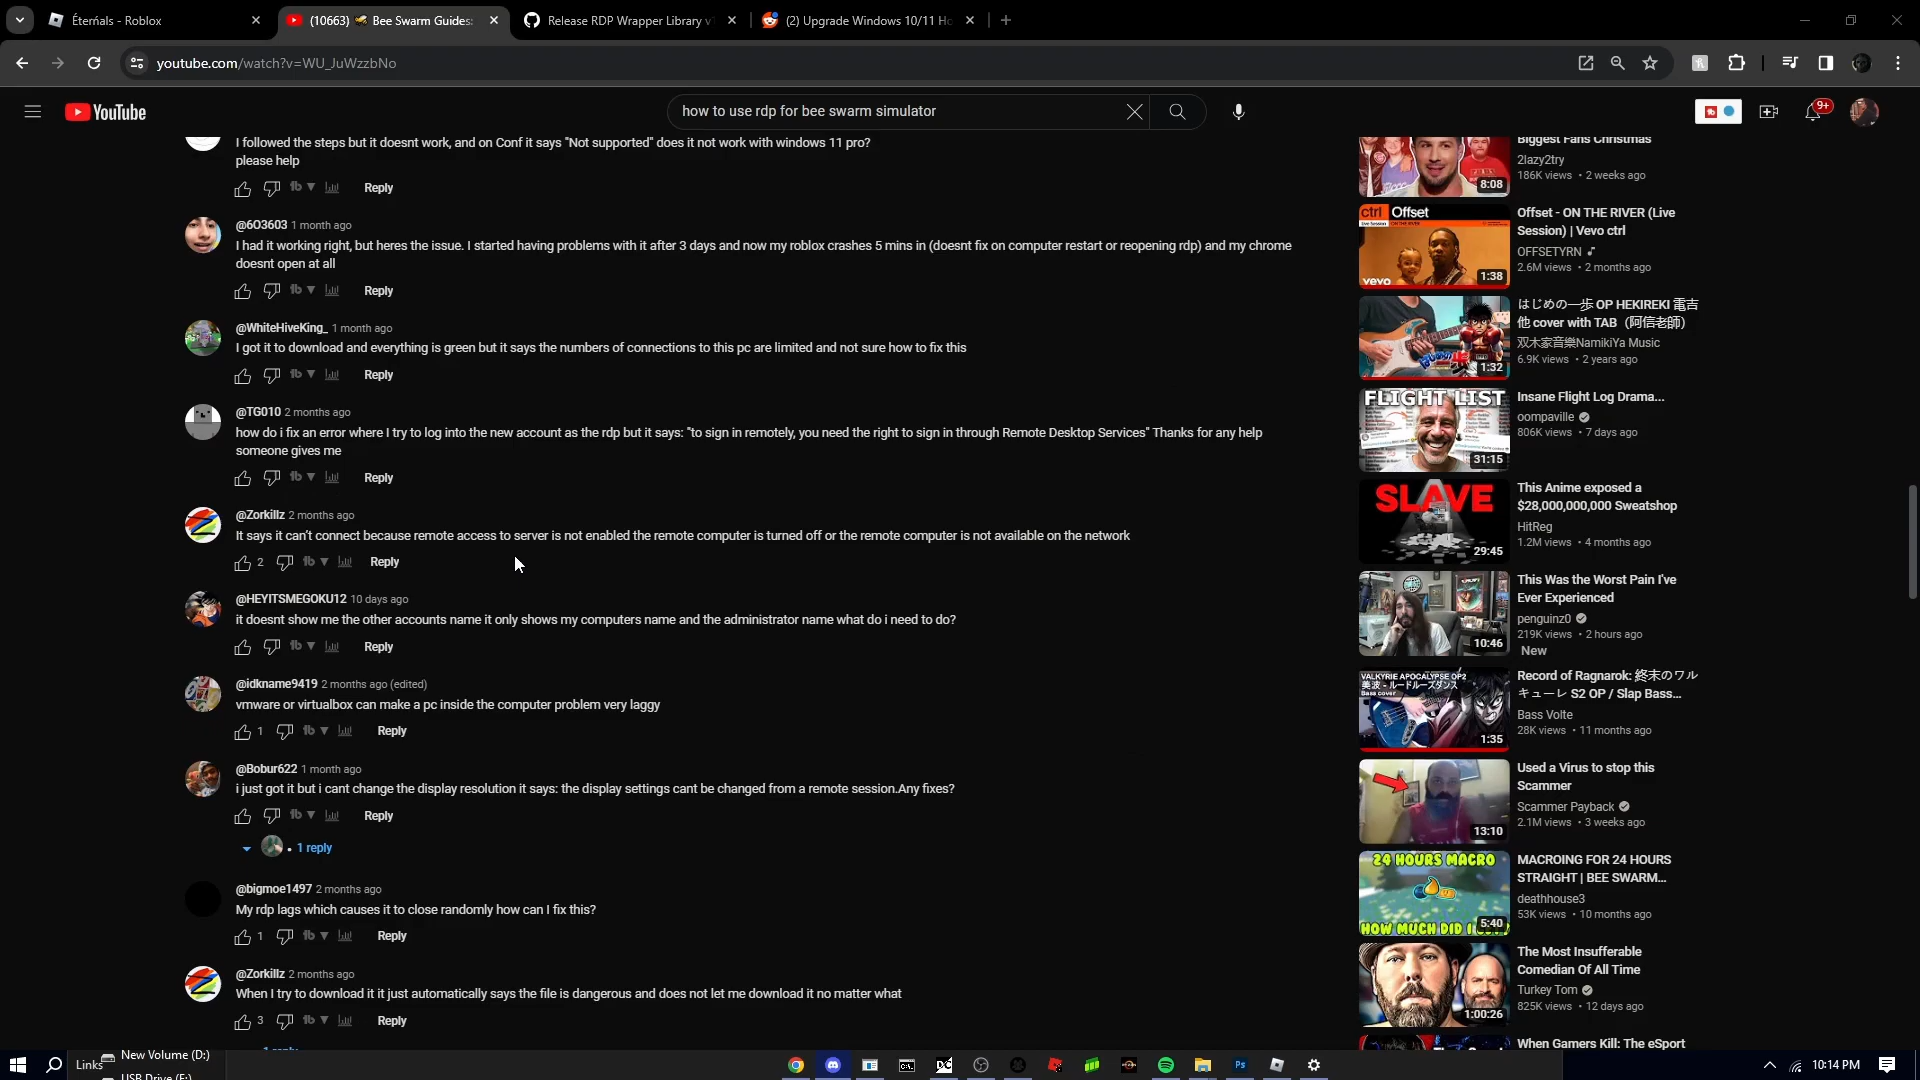 Éterńals - Roblox
(10663) 🐝 Bee Swarm Guides:
Release RDP Wrapper Library v
(2) Upgrade Windows 10/11 Ho
youtube.com/watch?v=WU_JuWzzbNo
YouTube
how to use rdp for bee swarm simulator
9+
I followed the steps but it doesnt work, and on Conf it says "Not supported" does it not work with windows 11 pro?
please help
Reply
@6O3603 1 month ago
I had it working right, but heres the issue. I started having problems with it after 3 days and now my roblox crashes 5 mins in (doesnt fix on computer restart or reopening rdp) and my chrome
doesnt open at all
Reply
@WhiteHiveKing_ 1 month ago
I got it to download and everything is green but it says the numbers of connections to this pc are limited and not sure how to fix this
Reply
@TG010 2 months ago
how do i fix an error where I try to log into the new account as the rdp but it says: "to sign in remotely, you need the right to sign in through Remote Desktop Services" Thanks for any help
someone gives me
Reply
@Zorkillz 2 months ago
It says it can't connect because remote access to server is not enabled the remote computer is turned off or the remote computer is not available on the network
2 Reply
@HEYITSMEGOKU12 10 days ago
it doesnt show me the other accounts name it only shows my computers name and the administrator name what do i need to do?
Reply
@idkname9419 2 months ago (edited)
vmware or virtualbox can make a pc inside the computer problem very laggy
1 Reply
@Bobur622 1 month ago
i just got it but i cant change the display resolution it says: the display settings cant be changed from a remote session.Any fixes?
Reply
1 reply
@bigmoe1497 2 months ago
My rdp lags which causes it to close randomly how can I fix this?
1 Reply
@Zorkillz 2 months ago
When I try to download it it just automatically says the file is dangerous and does not let me download it no matter what
3 Reply
1 reply
Biggest Fans Christmas
2lazy2try
186K views • 2 weeks ago
8:08
ctrl Offset
vevo
1:38
Offset - ON THE RIVER (Live
Session) | Vevo ctrl
OFFSETYRN
2.6M views • 2 months ago
1:32
はじめの一歩 OP HEKIREKI 電吉
他 cover with TAB（阿信老師）
双木家音樂NamikiYa Music
6.9K views • 2 years ago
FLIGHT LIST
31:15
Insane Flight Log Drama...
oompaville
806K views • 7 days ago
SLAVE
29:45
This Anime exposed a
$28,000,000,000 Sweatshop
HitReg
1.2M views • 4 months ago
10:46
This Was the Worst Pain I've
Ever Experienced
penguinz0
219K views • 2 hours ago
New
VALKYRIE APOCALYPSE OP2
美波 - ルードルーズダンス
Bass cover
1:35
Record of Ragnarok: 終末のワル
キューレ S2 OP / Slap Bass...
Bass Volte
28K views • 11 months ago
13:10
Used a Virus to stop this
Scammer
Scammer Payback
2.1M views • 3 weeks ago
24 HOURS MACRO
HOW MUCH DID I
5:40
MACROING FOR 24 HOURS
STRAIGHT | BEE SWARM...
deathhouse3
53K views • 10 months ago
1:00:26
The Most Insufferable
Comedian Of All Time
Turkey Tom
825K views • 12 days ago
When Gamers Kill: The eSport
Links
New Volume (D:)
USB Drive (E:)
Ps
10:14 PM